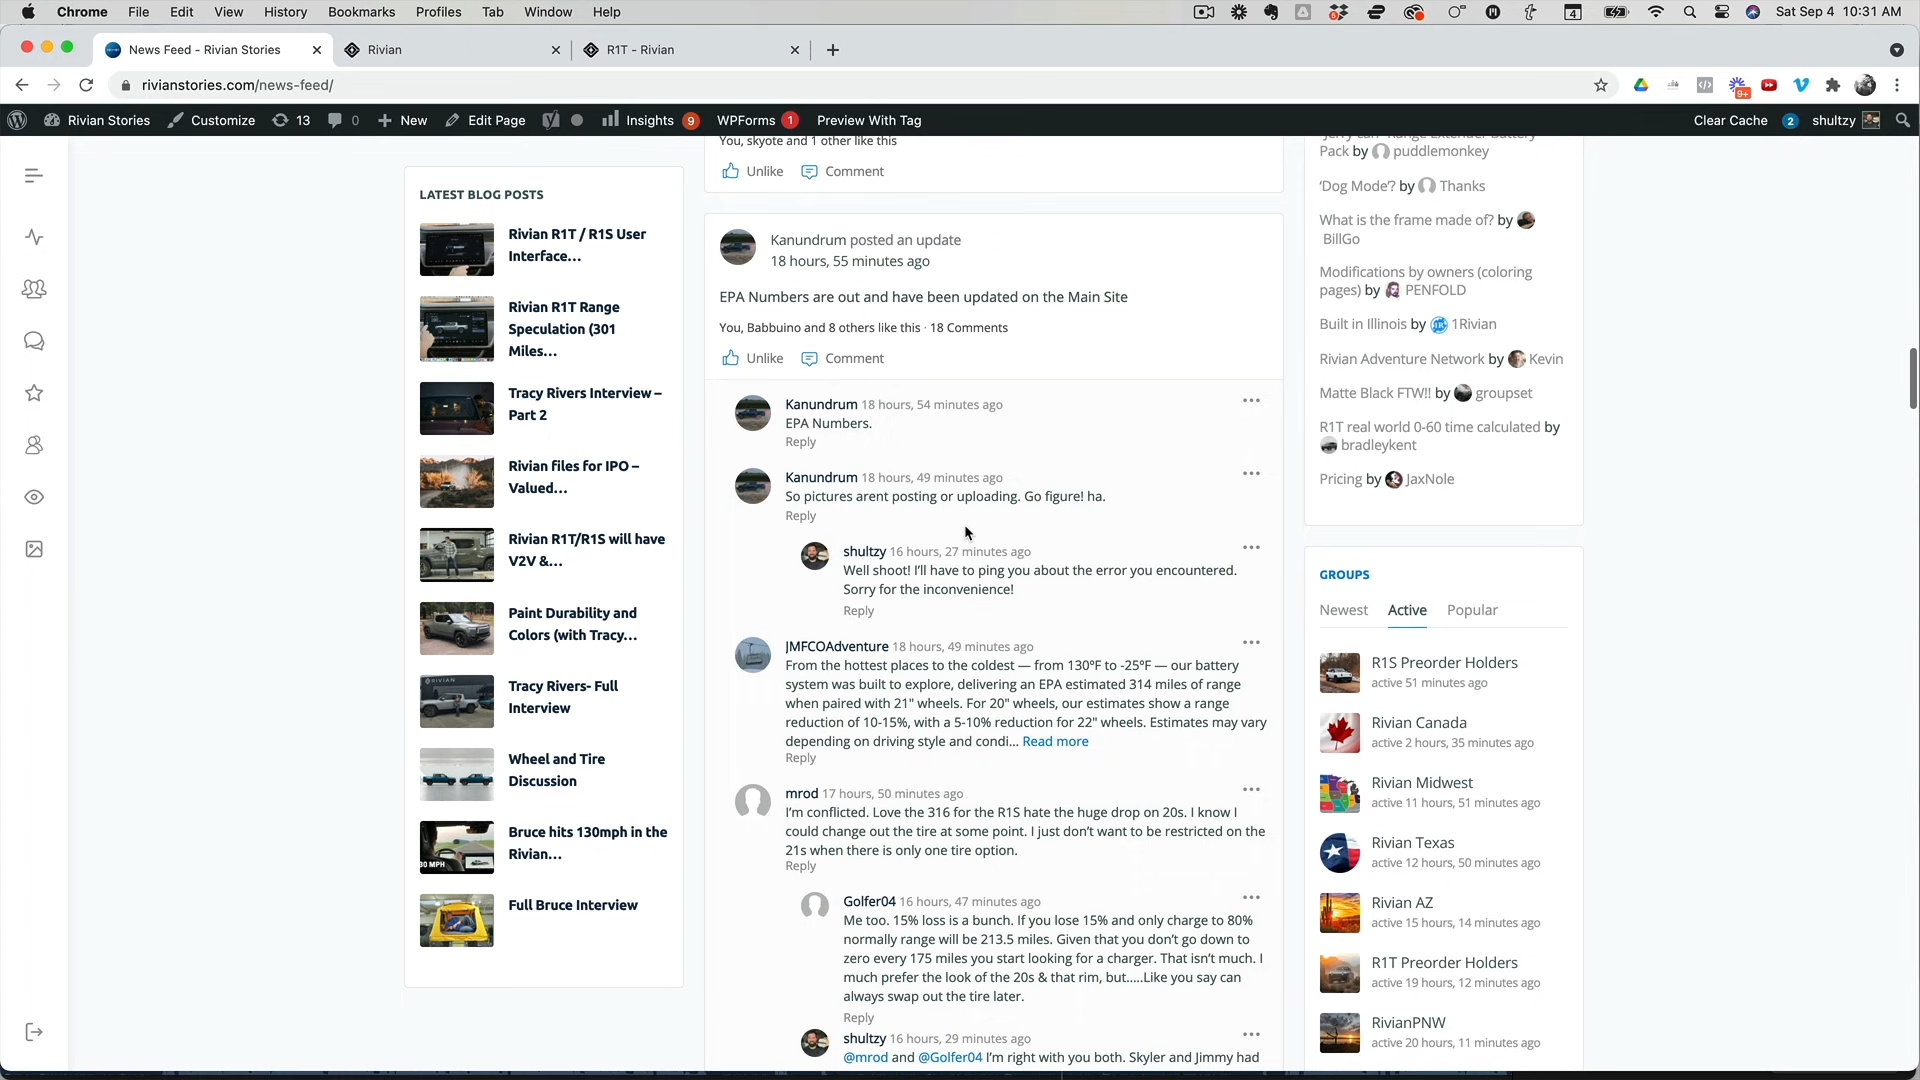 Chrome File Edit View History Bookmarks Profiles Tab Window Help
4
Sat Sep 4 10:31 AM
News Feed - Rivian Stories
Rivian
R1T - Rivian
rivianstories.com/news-feed/
9+
Rivian Stories
Customize
13
0
New
Edit Page
Insights 9
WPForms 1
Preview With Tag
Clear Cache
2
shultzy
LATEST BLOG POSTS
Rivian R1T / R1S User
Interface...
Rivian R1T Range
Speculation (301
Miles...
Tracy Rivers Interview –
Part 2
Rivian files for IPO –
Valued...
Rivian R1T/R1S will have
V2V &...
Paint Durability and
Colors (with Tracy...
Tracy Rivers- Full
Interview
Wheel and Tire
Discussion
Bruce hits 130mph in the
Rivian...
Full Bruce Interview
You, skyote and 1 other like this
Unlike
Comment
Kanundrum posted an update
18 hours, 55 minutes ago
EPA Numbers are out and have been updated on the Main Site
You, Babbuino and 8 others like this · 18 Comments
Unlike
Comment
Kanundrum 18 hours, 54 minutes ago
EPA Numbers.
Reply
Kanundrum 18 hours, 49 minutes ago
So pictures arent posting or uploading. Go figure! ha.
Reply
shultzy 16 hours, 27 minutes ago
Well shoot! I'll have to ping you about the error you encountered.
Sorry for the inconvenience!
Reply
JMFCOAdventure 18 hours, 49 minutes ago
From the hottest places to the coldest — from 130°F to -25°F — our battery
system was built to explore, delivering an EPA estimated 314 miles of range
when paired with 21" wheels. For 20" wheels, our estimates show a range
reduction of 10-15%, with a 5-10% reduction for 22" wheels. Estimates may vary
depending on driving style and condi... Read more
Reply
mrod 17 hours, 50 minutes ago
I'm conflicted. Love the 316 for the R1S hate the huge drop on 20s. I know I
could change out the tire at some point. I just don't want to be restricted on the
21s when there is only one tire option.
Reply
Golfer04 16 hours, 47 minutes ago
Me too. 15% loss is a bunch. If you lose 15% and only charge to 80%
normally range will be 213.5 miles. Given that you don't go down to
zero every 175 miles you start looking for a charger. That isn't much. I
much prefer the look of the 20s & that rim, but.....Like you say can
always swap out the tire later.
Reply
shultzy 16 hours, 29 minutes ago
@mrod and @Golfer04 I'm right with you both. Skyler and Jimmy had
"Jerry can" Range Extender Battery
Pack by puddlemonkey
'Dog Mode'? by Thanks
What is the frame made of? by
BillGo
Modifications by owners (coloring
pages) by PENFOLD
Built in Illinois by 1Rivian
Rivian Adventure Network by Kevin
Matte Black FTW!! by groupset
R1T real world 0-60 time calculated by
bradleykent
Pricing by JaxNole
GROUPS
Newest Active Popular
R1S Preorder Holders
active 51 minutes ago
Rivian Canada
active 2 hours, 35 minutes ago
Rivian Midwest
active 11 hours, 51 minutes ago
Rivian Texas
active 12 hours, 50 minutes ago
Rivian AZ
active 15 hours, 14 minutes ago
R1T Preorder Holders
active 19 hours, 12 minutes ago
RivianPNW
active 20 hours, 11 minutes ago